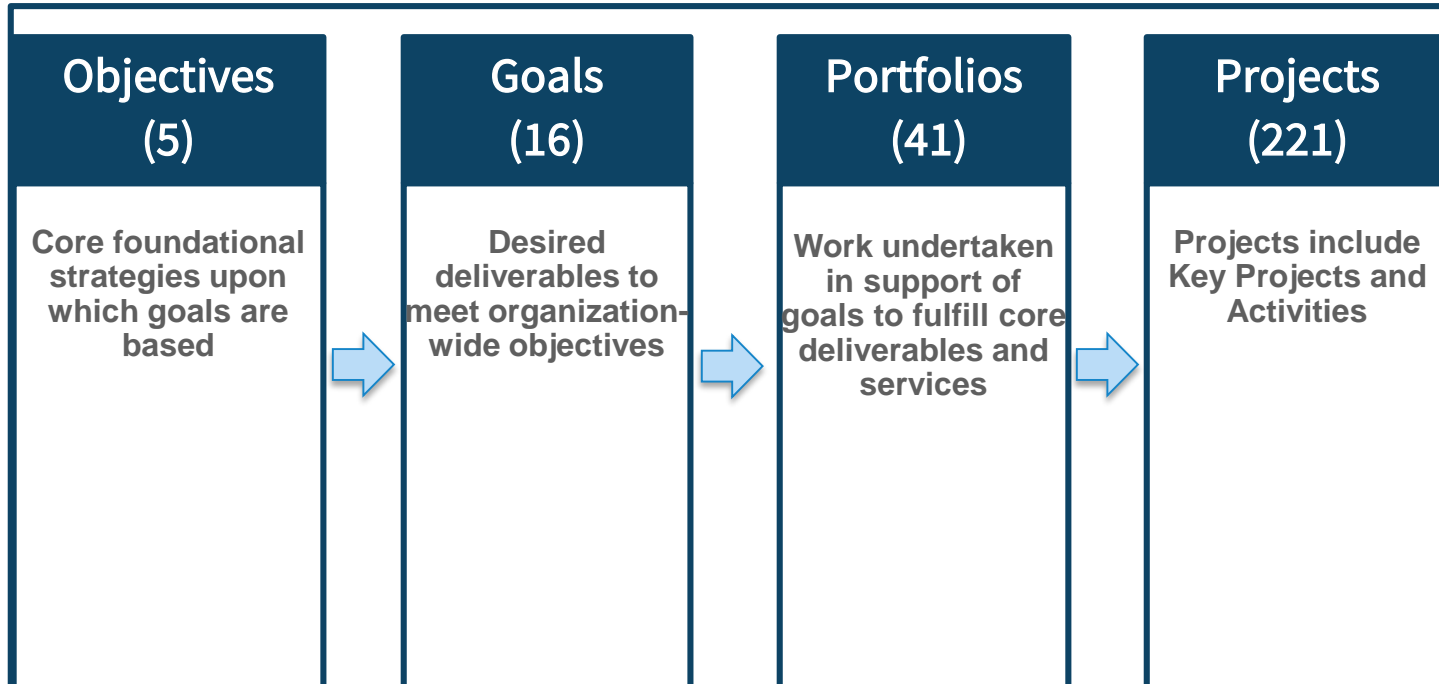 Objectives
(5)
Core foundational
strategies upon
which goals are
based
Goals
(16)
Desired
deliverables to
meet organization-
wide objectives
Portfolios
(41)
Work undertaken
in support of
goals to fulfill core
deliverables and
services
Projects
(221)
Projects include
Key Projects and
Activities